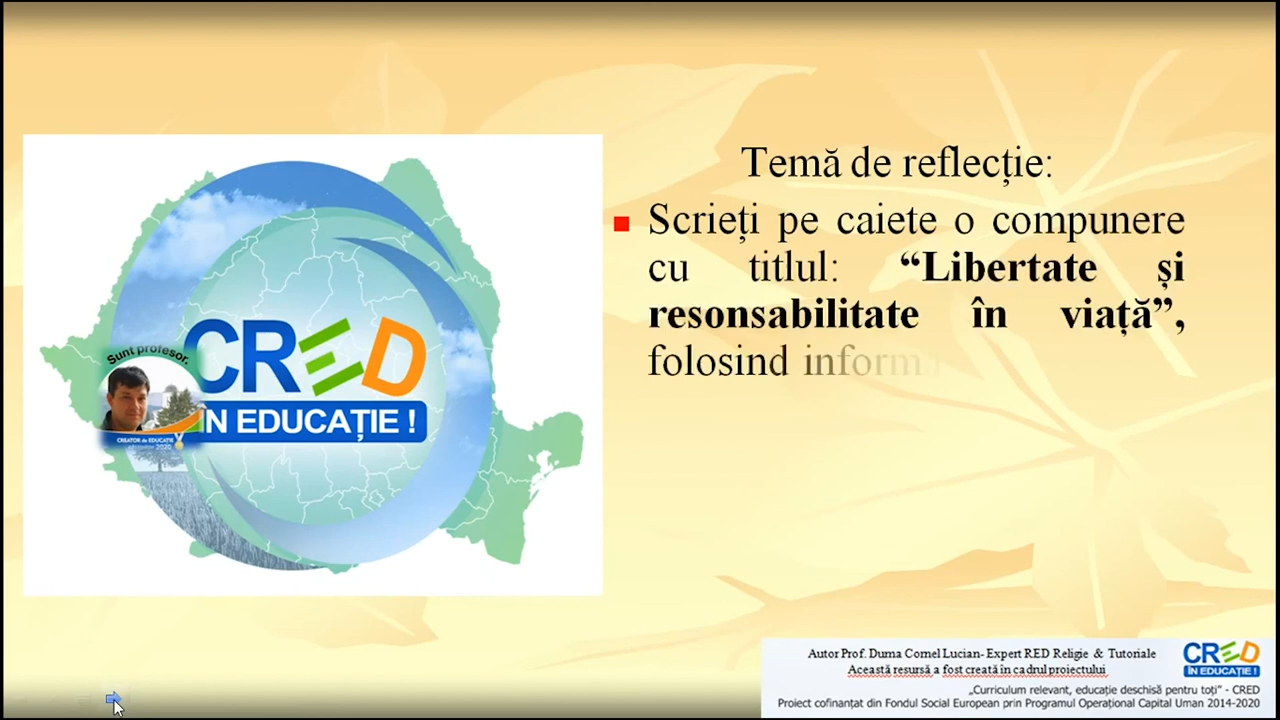 Temă de reflecție:
Scrieți pe caiete o compunere
cu titlul: “Libertate și
resonsabilitate în viață”,
folosind inform
Sunt profesor.
CRED
ÎN EDUCAȚIE !
CREATOR de EDUCAȚIE
2020
Autor Prof. Duma Cornel Lucian- Expert RED Religie & Tutoriale
Această resursă a fost creată în cadrul proiectului
„Curriculum relevant, educație deschisă pentru toți” - CRED
Proiect cofinanțat din Fondul Social European prin Programul Operațional Capital Uman 2014-2020
CRED
ÎN EDUCAȚIE !